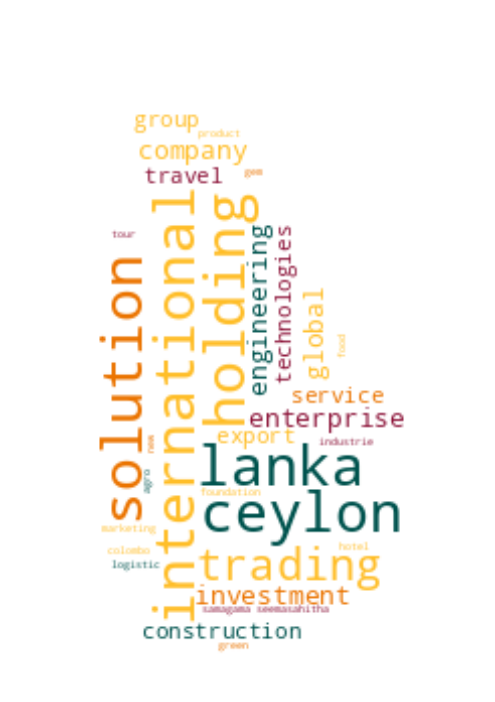 group
product
company
travel
gem
tour
solution
international
holding
engineering
technologies
global
food
service
enterprise
export
industrie
new
agro
lanka
foundation
ceylon
marketing
colombo
logistic
trading
hotel
investment
samagama seemasahitha
construction
green